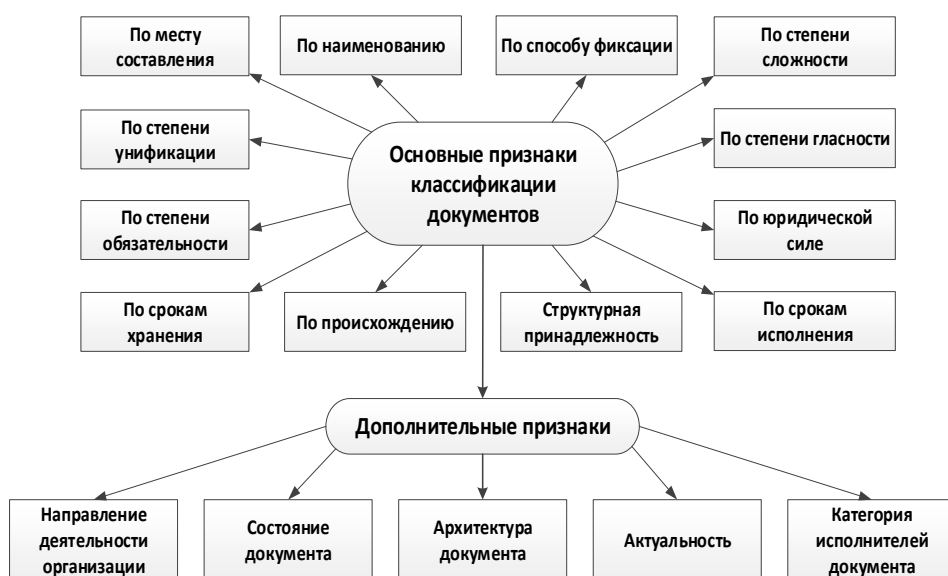 По месту
составления
По наименованию
По способу фиксации
По степени
сложности
По степени
унификации
Основные признаки
классификации
документов
По степени гласности
По степени
обязательности
По юридической
силе
По срокам
хранения
По происхождению
Структурная
принадлежность
По срокам
исполнения
Дополнительные признаки
Направление
деятельности
организации
Состояние
документа
Архитектура
документа
Актуальность
Категория
исполнителей
документа